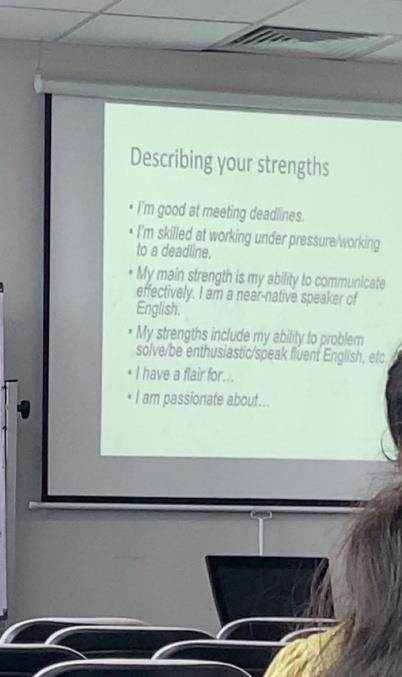 Describing your strengths
• I'm good at meeting deadlines.
• I'm skilled at working under pressure/working
to a deadline.
• My main strength is my ability to communicate
effectively. I am a near-native speaker of
English.
• My strengths include my ability to problem
solve/be enthusiastic/speak fluent English, etc.
• I have a flair for...
• I am passionate about...